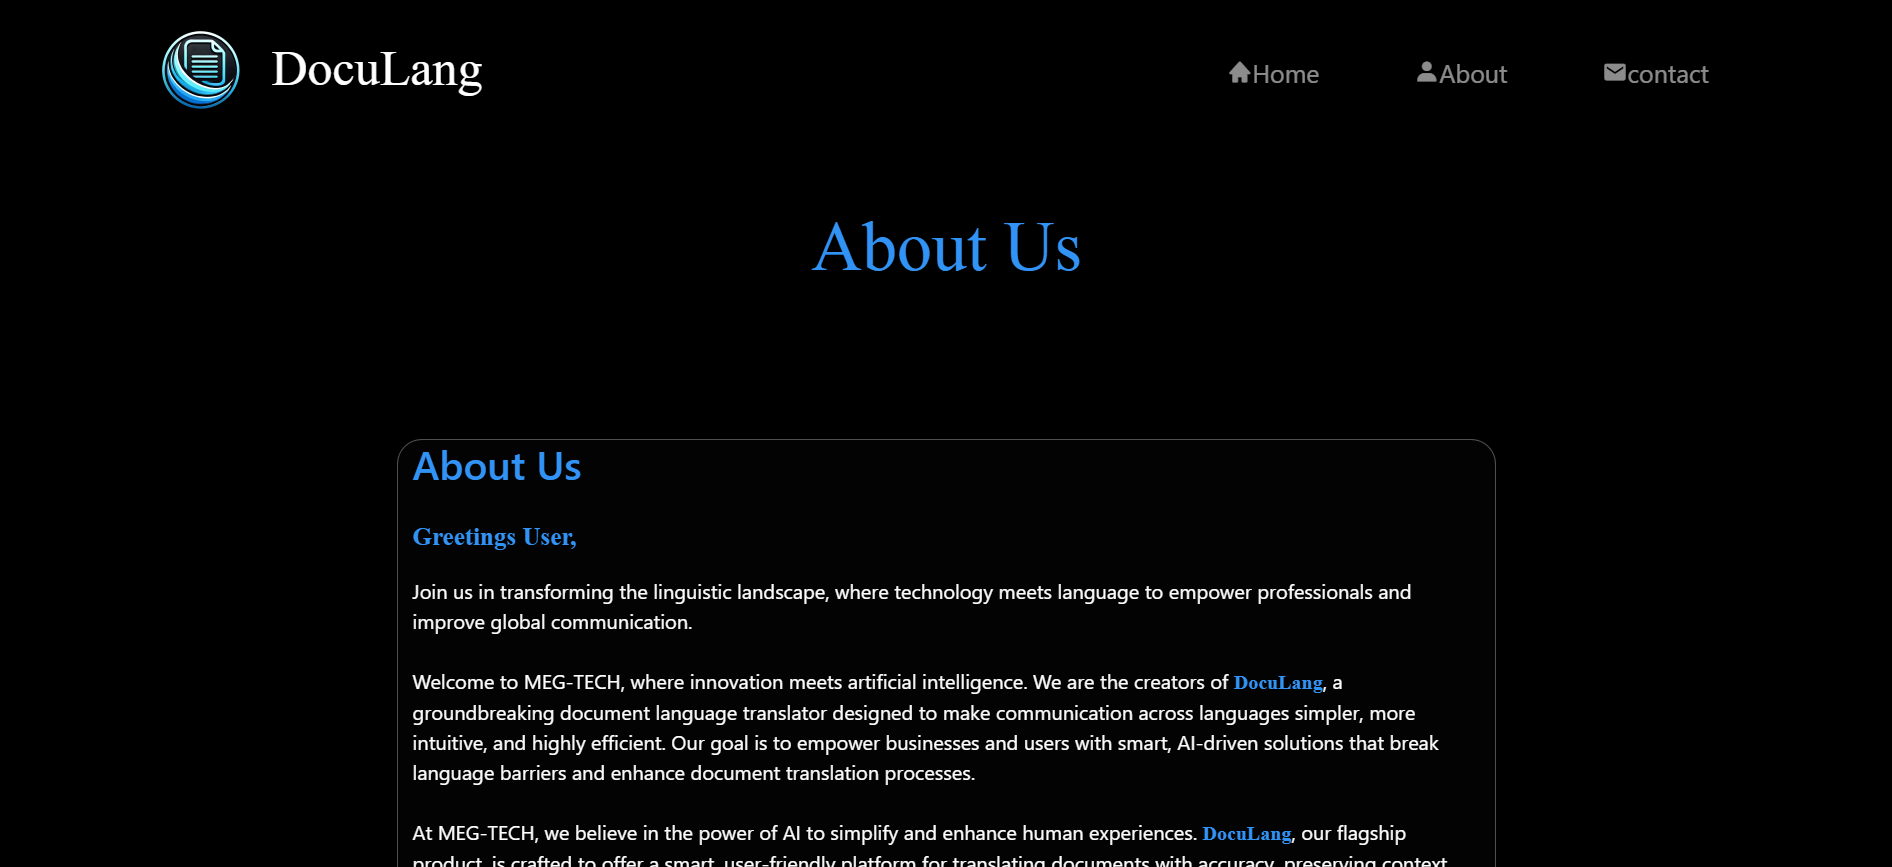 DocuLang
Home
About
contact
About Us
About Us
Greetings User,
Join us in transforming the linguistic landscape, where technology meets language to empower professionals and
improve global communication.
Welcome to MEG-TECH, where innovation meets artificial intelligence. We are the creators of DocuLang, a
groundbreaking document language translator designed to make communication across languages simpler, more
intuitive, and highly efficient. Our goal is to empower businesses and users with smart, AI-driven solutions that break
language barriers and enhance document translation processes.
At MEG-TECH, we believe in the power of AI to simplify and enhance human experiences. DocuLang, our flagship
product, is crafted to offer a smart, user-friendly platform for translating documents with accuracy, preserving context